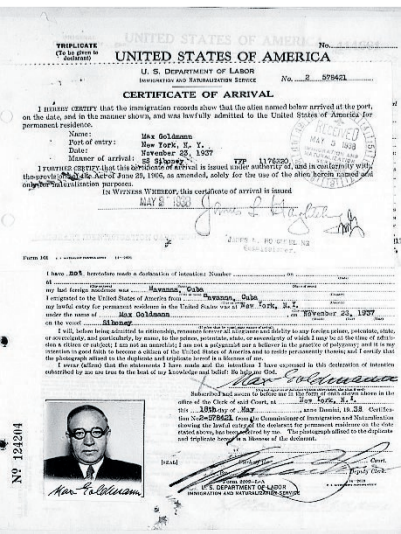 TRIPLICATE
(To be given to
declarant)
No.
UNITED STATES OF AMERICA
U. S. DEPARTMENT OF LABOR
IMMIGRATION AND NATURALIZATION SERVICE
No. 2 578421
CERTIFICATE OF ARRIVAL
I HEREBY CERTIFY that the immigration records show that the alien named below arrived at the port,
on the date, and in the manner shown, and was lawfully admitted to the United States of America for
permanent residence.
Name: Max Goldmann
Port of entry: New York, N. Y.
Date: November 23, 1937
Manner of arrival: SS Siboney
I FURTHER CERTIFY that this certificate of arrival is issued under authority of, and in conformity with,
the provisions of the Act of June 29, 1906, as amended, solely for the use of the alien herein named and
only for naturalization purposes.
IN WITNESS WHEREOF, this certificate of arrival is issued
MAY 2 1938
RECEIVED
MAY 5 1938
Form 161
I have not heretofore made a declaration of intention: Number on
at
my last foreign residence was Havanna, Cuba
I emigrated to the United States of America from Havanna, Cuba
my lawful entry for permanent residence in the United States was at New York, N.Y.
under the name of Max Goldmann on November 23, 1937
on the vessel Siboney
I will, before being admitted to citizenship, renounce forever all allegiance and fidelity to any foreign prince, potentate, state,
or sovereignty, and particularly, by name, to the prince, potentate, state, or sovereignty of which I may be at the time of admission
a citizen or subject; I am not an anarchist; I am not a polygamist nor a believer in the practice of polygamy; and it is my
intention in good faith to become a citizen of the United States of America and to reside permanently therein; and I certify that
the photograph affixed to the duplicate and triplicate hereof is a likeness of me.
I swear (affirm) that the statements I have made and the intentions I have expressed in this declaration of intention
subscribed by me are true to the best of my knowledge and belief: So help me God.
Max Goldmann
Subscribed and sworn to before me in the form of oath shown above in the
office of the Clerk of said Court, at New York, N.Y.
this 18th day of May, anno Domini, 1938 Certification
No 2-578421 from the Commissioner of Immigration and Naturalization
showing the lawful entry of the declarant for permanent residence on the date
stated above, has been received by me. The photograph affixed to the duplicate
and triplicate hereof is a likeness of the declarant.
[SEAL]
Court.
Deputy Clerk.
U. S. DEPARTMENT OF LABOR
IMMIGRATION AND NATURALIZATION SERVICE
No 124204
Max Goldmann